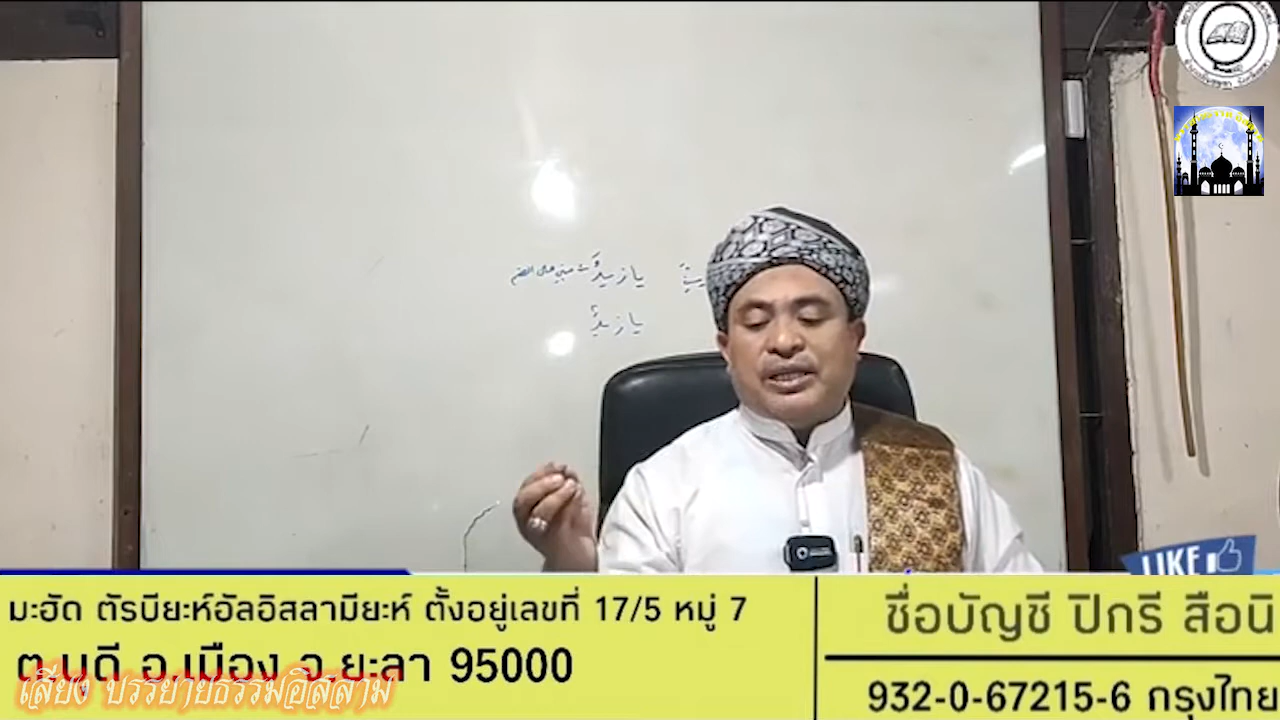 يا زيدُ
يا زيدُ
LIKE
มะฮัด ตัรบียะห์อัลอิสลามียะห์ ตั้งอยู่เลขที่ 17/5 หมู่ 7
ต.บุดี อ.เมือง จ.ยะลา 95000
เสียง บรรยายธรรมอิสลาม
ชื่อบัญชี ปิกรี สือนิ
932-0-67215-6 กรุงไทย